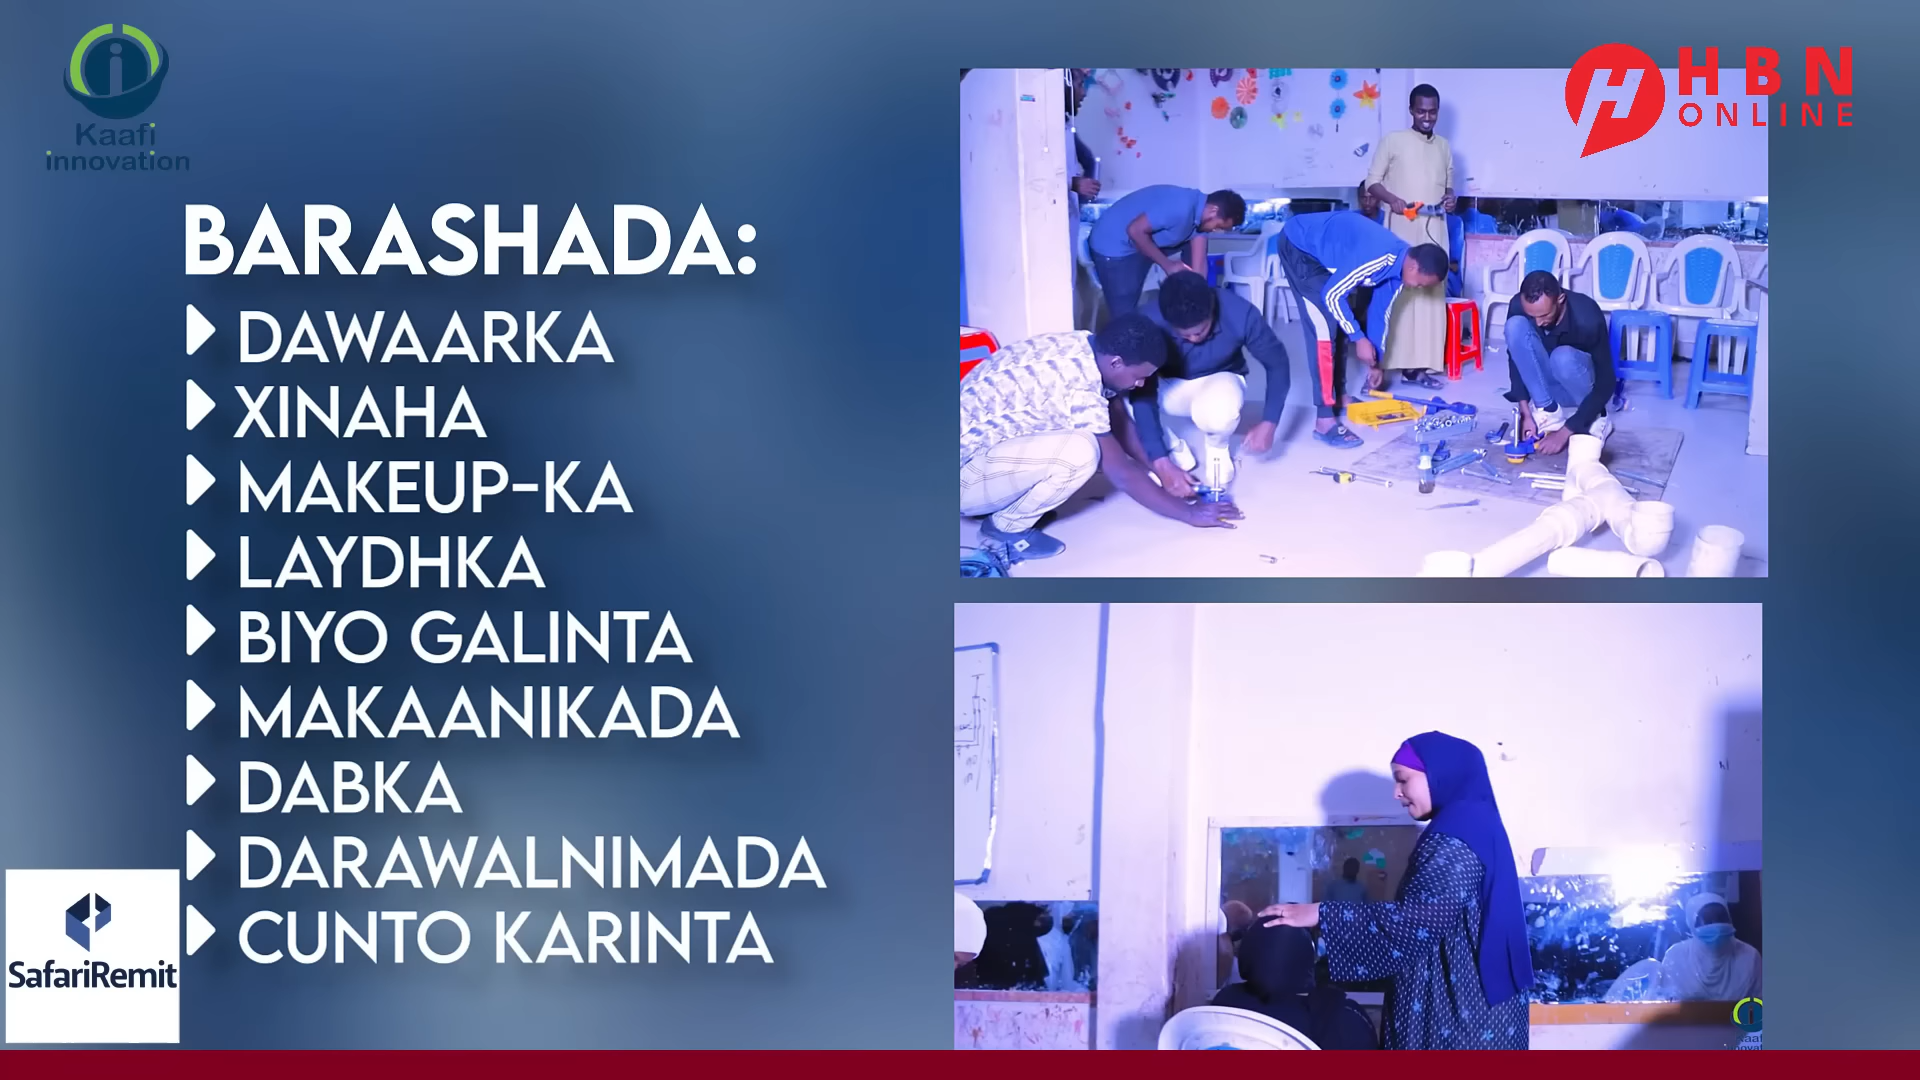 Kaafi
innovation
HBN
ONLINE
BARASHADA:
DAWAARKA
XINAHA
MAKEUP-KA
LAYDHKA
BIYO GALINTA
MAKAANIKADA
DABKA
DARAWALNIMADA
CUNTO KARINTA
SafariRemit